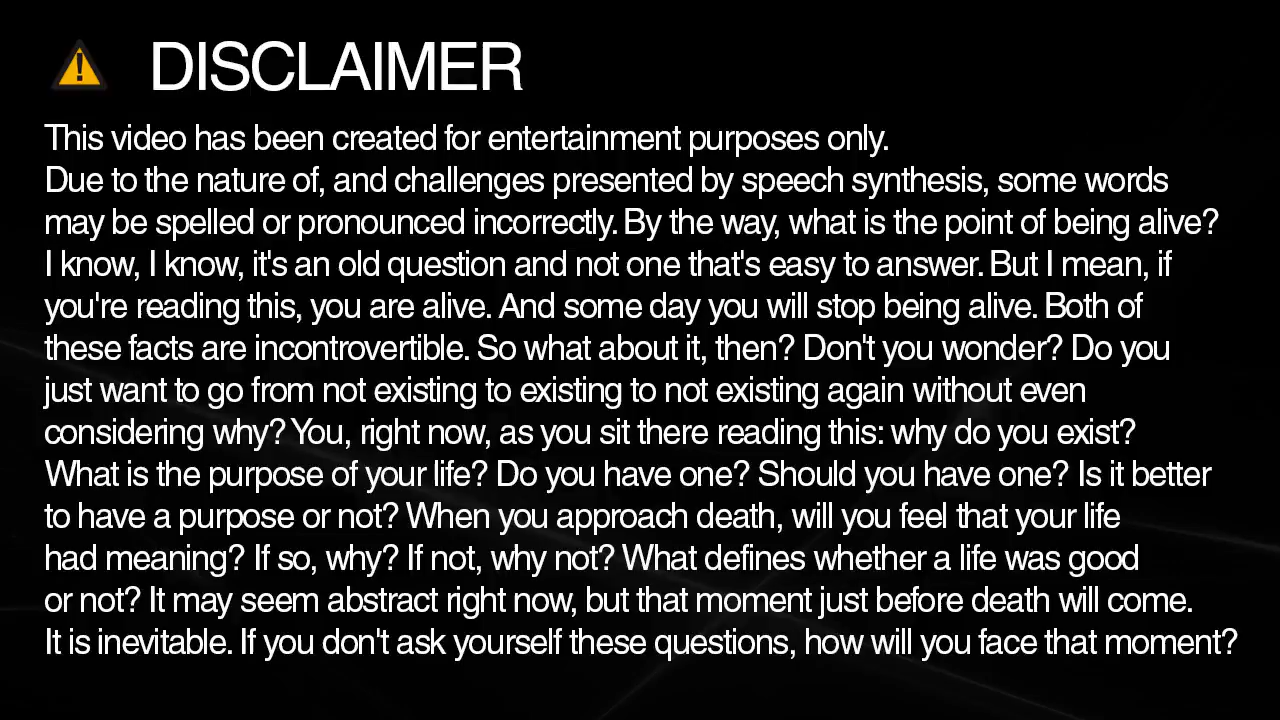 ⚠ DISCLAIMER
This video has been created for entertainment purposes only.
Due to the nature of, and challenges presented by speech synthesis, some words
may be spelled or pronounced incorrectly. By the way, what is the point of being alive?
I know, I know, it's an old question and not one that's easy to answer. But I mean, if
you're reading this, you are alive. And some day you will stop being alive. Both of
these facts are incontrovertible. So what about it, then? Don't you wonder? Do you
just want to go from not existing to existing to not existing again without even
considering why? You, right now, as you sit there reading this: why do you exist?
What is the purpose of your life? Do you have one? Should you have one? Is it better
to have a purpose or not? When you approach death, will you feel that your life
had meaning? If so, why? If not, why not? What defines whether a life was good
or not? It may seem abstract right now, but that moment just before death will come.
It is inevitable. If you don't ask yourself these questions, how will you face that moment?